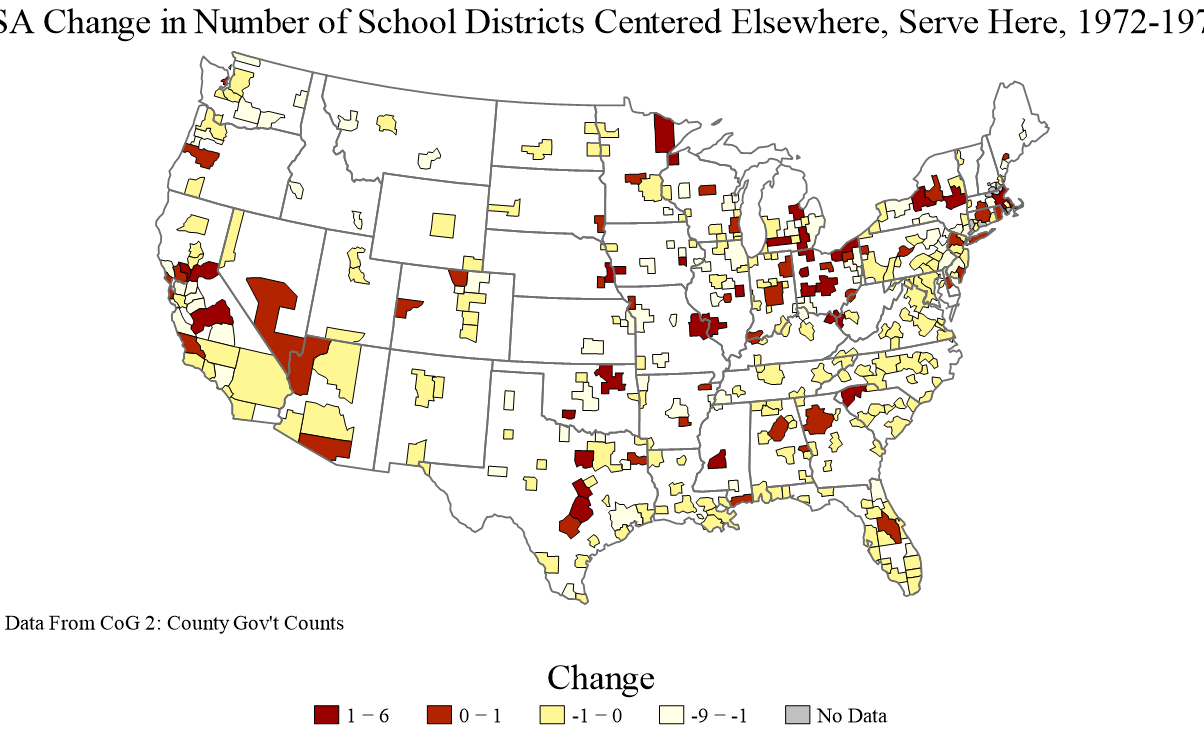 SA Change in Number of School Districts Centered Elsewhere, Serve Here, 1972-197
Data From CoG 2: County Gov't Counts
Change
1 − 6
0 − 1
-1 − 0
-9 − -1
No Data